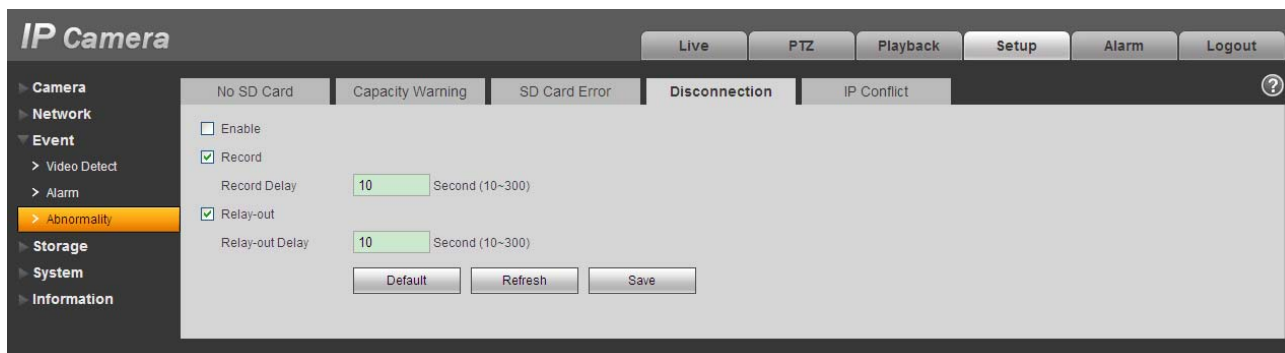 IP Camera
Live PTZ Playback Setup Alarm Logout
Camera
Network
Event
> Video Detect
> Alarm
> Abnormality
Storage
System
Information
No SD Card Capacity Warning SD Card Error Disconnection IP Conflict
?
Enable
Record
Record Delay 10 Second (10~300)
Relay-out
Relay-out Delay 10 Second (10~300)
Default Refresh Save